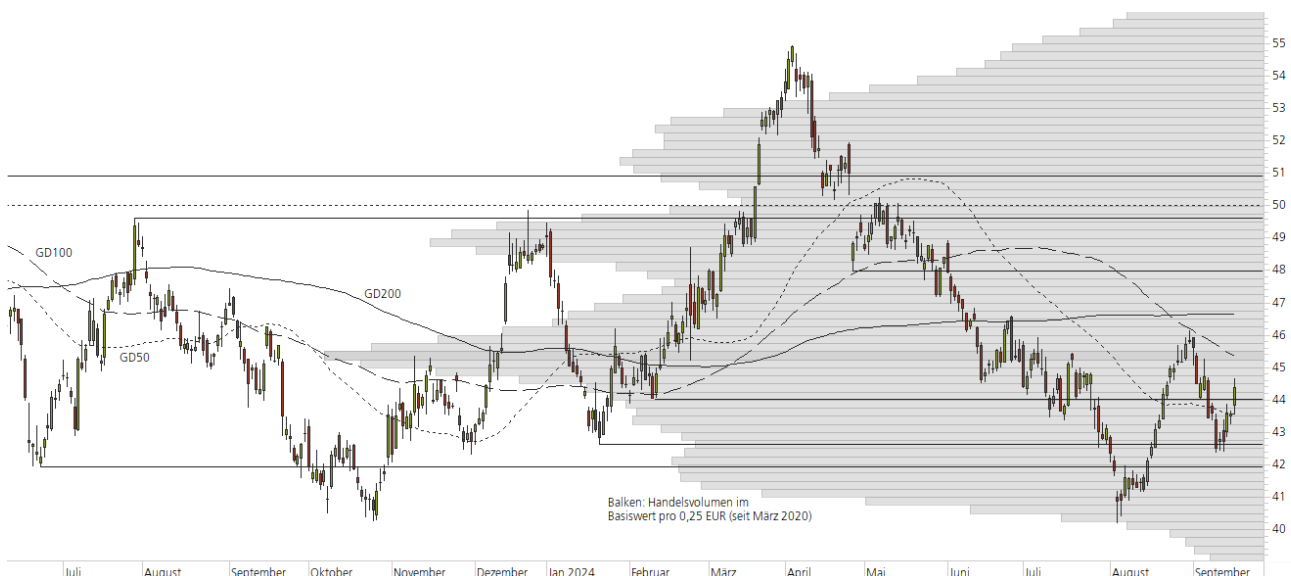 55
54
53
52
51
50
49
48
47
46
45
44
43
42
41
40
GD100
GD200
GD50
Balken: Handelsvolumen im
Basiswert pro 0,25 EUR (seit März 2020)
Juli August September Oktober November Dezember Jan 2024 Februar März April Mai Juni Juli August September